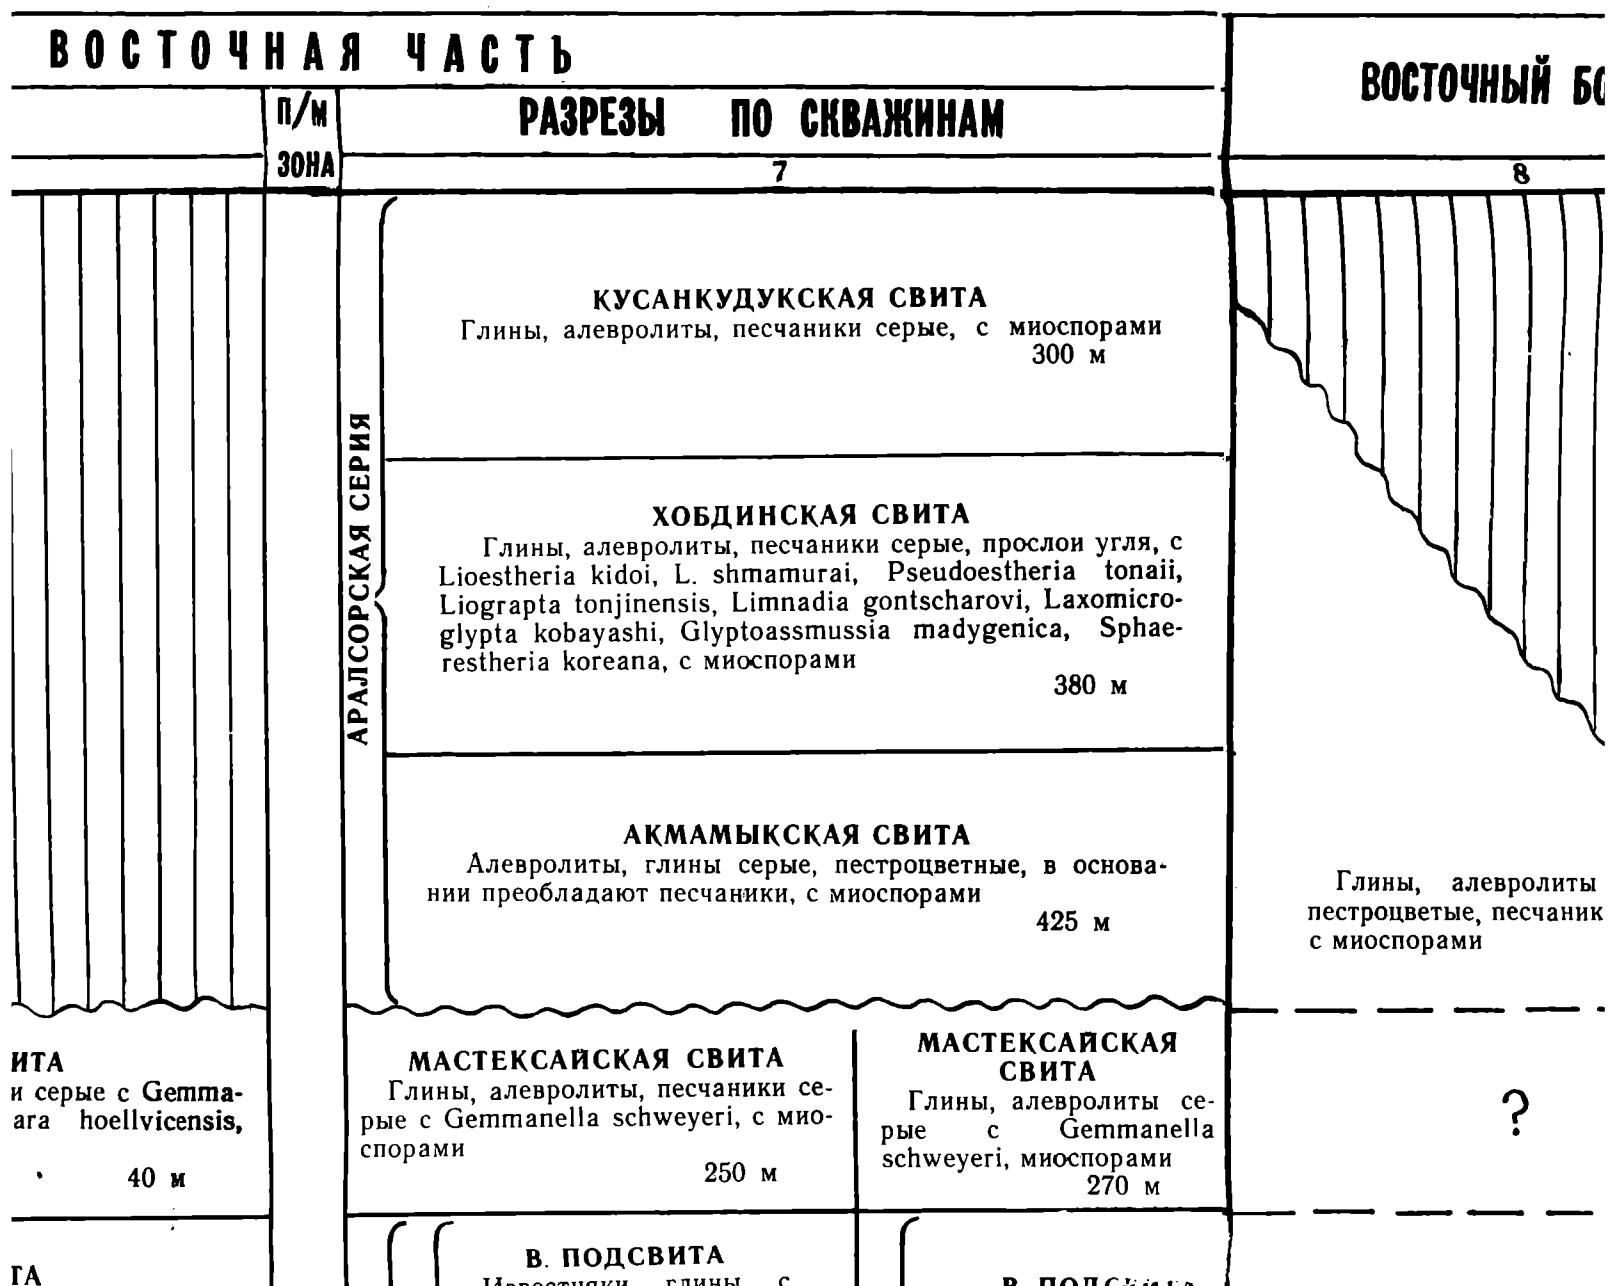 ВОСТОЧНАЯ ЧАСТЬ
ВОСТОЧНЫЙ
П/М
ЗОНА
РАЗРЕЗЫ ПО СКВАЖИНАМ
7
8
АРАЛСОРСКАЯ СЕРИЯ
КУСАНКУДУКСКАЯ СВИТА
Глины, алевролиты, песчаники серые, с миоспорами
300 м
ХОБДИНСКАЯ СВИТА
Глины, алевролиты, песчаники серые, прослои угля, с
Lioestheria kidoi, L. shmamurai, Pseudoestheria tonaii,
Liograpta tonjinensis, Limnadia gontscharovi, Laxomicro-
glypta kobayashi, Glyptoassmussia madygenica, Sphae-
restheria koreana, с миоспорами
380 м
АКМАМЫКСКАЯ СВИТА
Алевролиты, глины серые, пестроцветные, в основа-
нии преобладают песчаники, с миоспорами
425 м
Глины, алевролиты
пестроцветые, песчаник
с миоспорами
ИТА
и серые с Gemma-
ara hoellvicensis,
40 м
МАСТЕКСАЙСКАЯ СВИТА
Глины, алевролиты, песчаники се-
рые с Gemmanella schweyeri, с мио-
спорами
250 м
МАСТЕКСАЙСКАЯ
СВИТА
Глины, алевролиты се-
рые с Gemmanella
schweyeri, миоспорами
270 м
?
ТА
В. ПОДСВИТА
Известняки, глины с